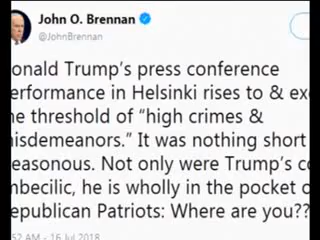 John O. Brennan
@JohnBrennan
onald Trump's press conference
erformance in Helsinki rises to & ex
he threshold of "high crimes &
isdemeanors." It was nothing short
easonous. Not only were Trump's co
mbecilic, he is wholly in the pocket o
epublican Patriots: Where are you??
:52 AM - 16 Jul 2018